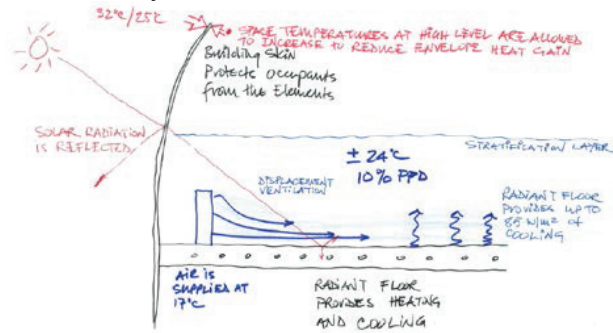 32°C/25°C
SPACE TEMPERATURES AT HIGH LEVEL ARE ALLOWED
TO INCREASE TO REDUCE ENVELOPE HEAT GAIN
Building Skin
Protects occupants
from the Elements
SOLAR RADIATION
IS REFLECTED
STRATIFICATION LAYER
± 24°C
10% PPD
DISPLACEMENT
VENTILATION
RADIANT FLOOR
PROVIDES UP TO
85 W/m² OF
COOLING
AIR IS
SUPPLIED AT
17°C
RADIANT FLOOR
PROVIDES HEATING
AND COOLING